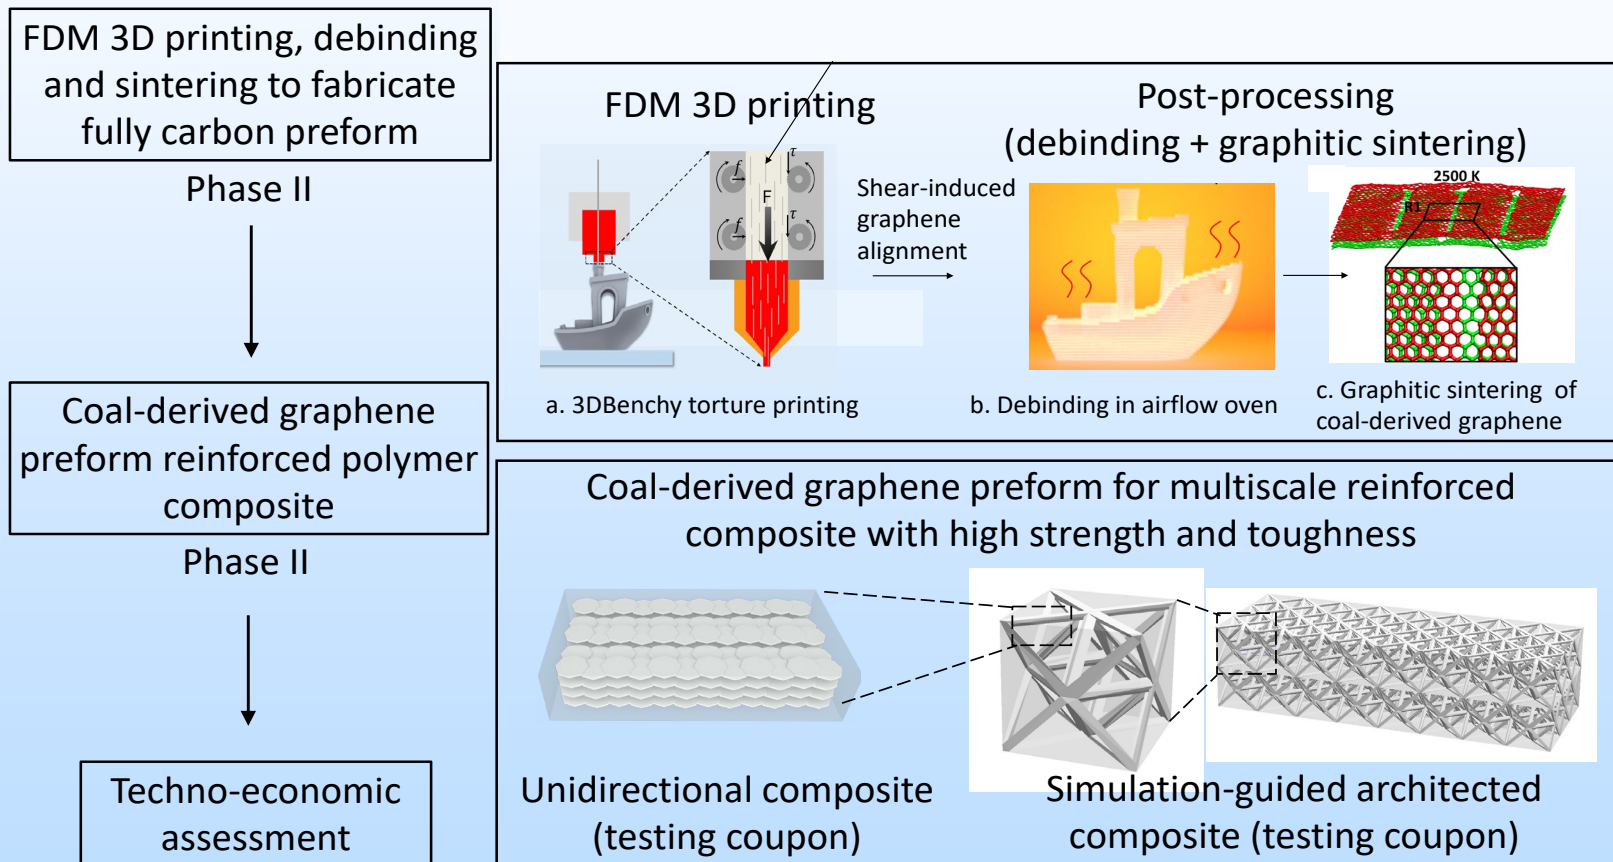 FDM 3D printing, debinding
and sintering to fabricate
fully carbon preform
Phase II
Coal-derived graphene
preform reinforced polymer
composite
Phase II
Techno-economic
assessment
FDM 3D printing
Post-processing
(debinding + graphitic sintering)
f
τ
F
f
τ
Shear-induced
graphene
alignment
2500 K
R1
a. 3DBenchy torture printing
b. Debinding in airflow oven
c. Graphitic sintering of
coal-derived graphene
Coal-derived graphene preform for multiscale reinforced
composite with high strength and toughness
Unidirectional composite
(testing coupon)
Simulation-guided architected
composite (testing coupon)